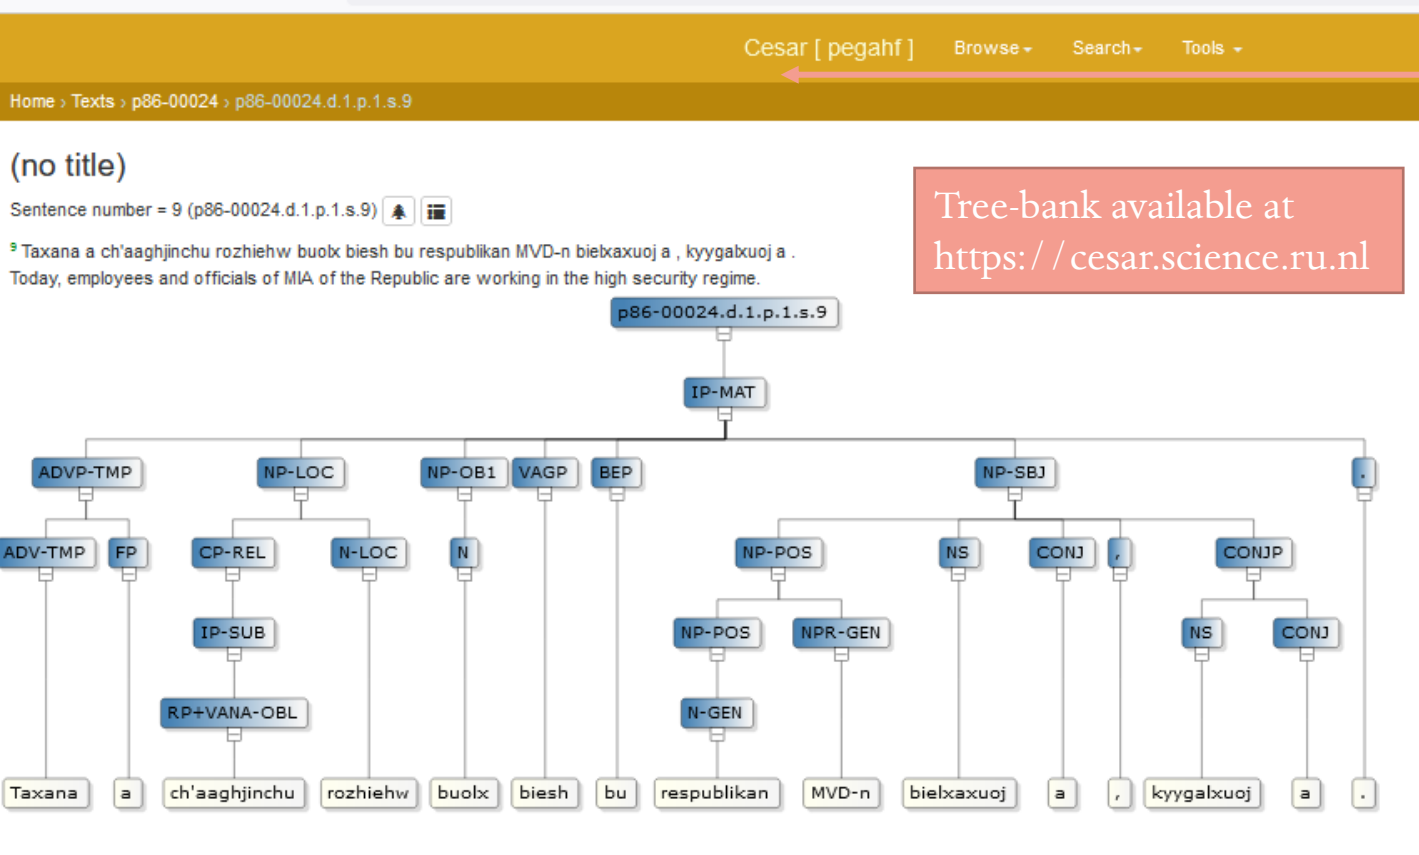 Cesar [ pegahf ] Browse Search Tools
Home › Texts › p86-00024 › p86-00024.d.1.p.1.s.9
(no title)
Sentence number = 9 (p86-00024.d.1.p.1.s.9)
9 Taxana a ch'aaghjinchu rozhiehw buolx biesh bu respublikan MVD-n bielxaxuoj a , kyygalxuoj a .
Today, employees and officials of MIA of the Republic are working in the high security regime.
Tree-bank available at
https://cesar.science.ru.nl
p86-00024.d.1.p.1.s.9
IP-MAT
ADVP-TMP NP-LOC NP-OB1 VAGP BEP NP-SBJ .
ADV-TMP FP CP-REL N-LOC N NP-POS NS CONJ , CONJP
IP-SUB NP-POS NPR-GEN NS CONJ
RP+VANA-OBL N-GEN
Taxana a ch'aaghjinchu rozhiehw buolx biesh bu respublikan MVD-n bielxaxuoj a , kyygalxuoj a .